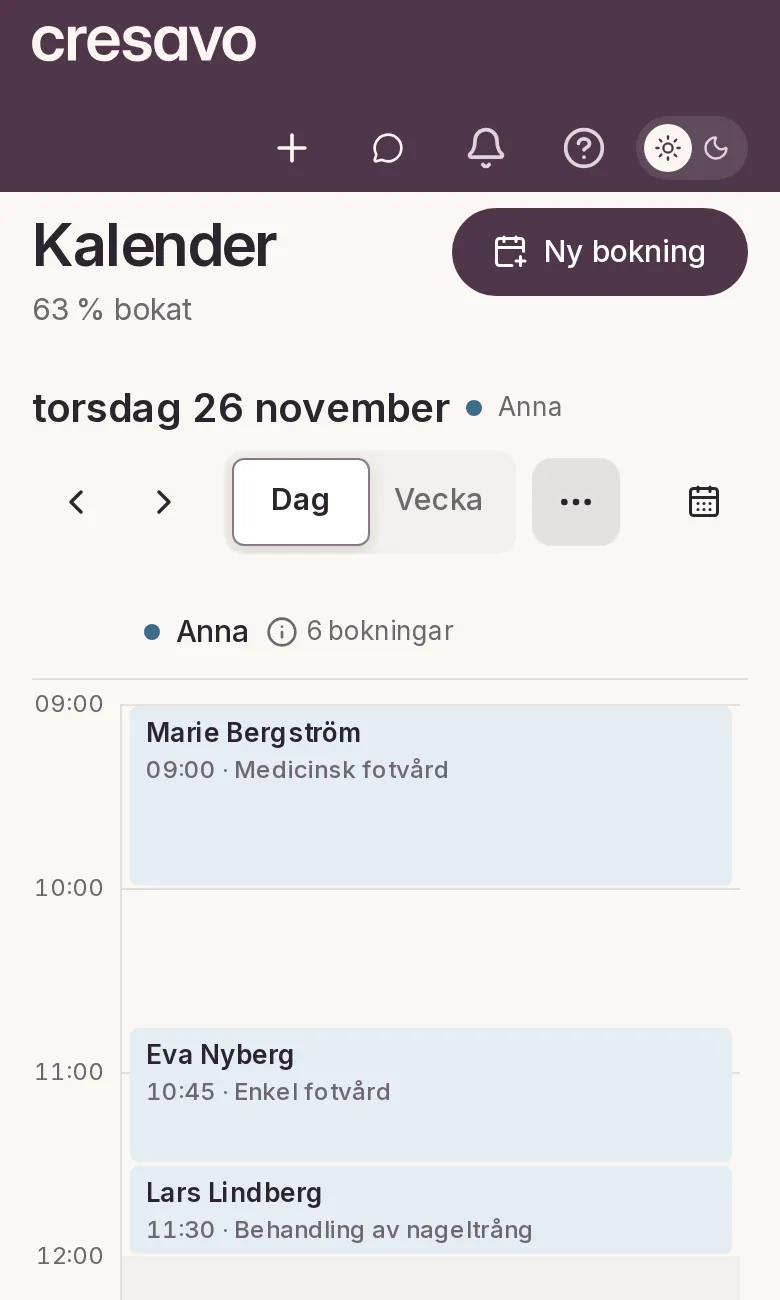 cresavo
Kalender
Ny bokning
63 % bokat
torsdag 26 november
Anna
Dag
Vecka
Anna
6 bokningar
09:00
Marie Bergström
09:00 · Medicinsk fotvård
10:00
Eva Nyberg
11:00
10:45 · Enkel fotvård
Lars Lindberg
11:30 · Behandling av nageltrång
12:00